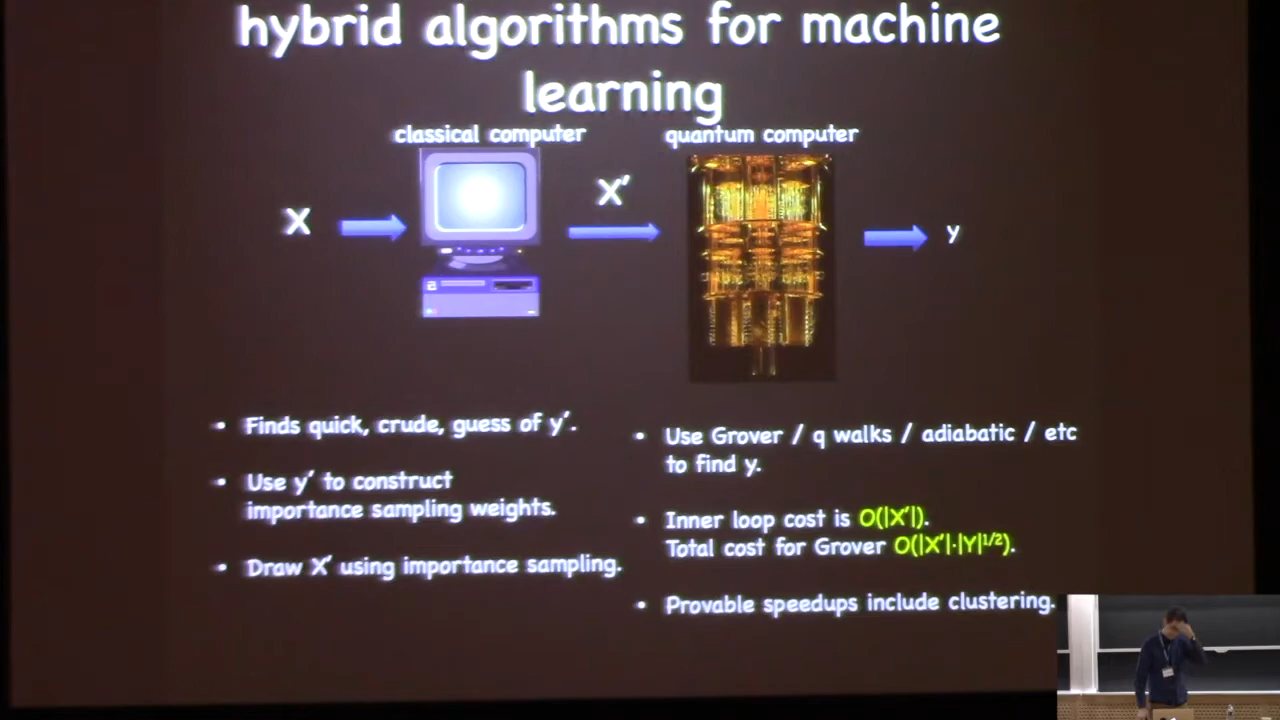 hybrid algorithms for machine
learning
classical computer
quantum computer
X
X′
y
• Finds quick, crude, guess of y′.
• Use y′ to construct
importance sampling weights.
• Draw X′ using importance sampling.
• Use Grover / q walks / adiabatic / etc
to find y.
• Inner loop cost is O(|X′|).
Total cost for Grover O(|X′|·|Y|¹/²).
• Provable speedups include clustering.